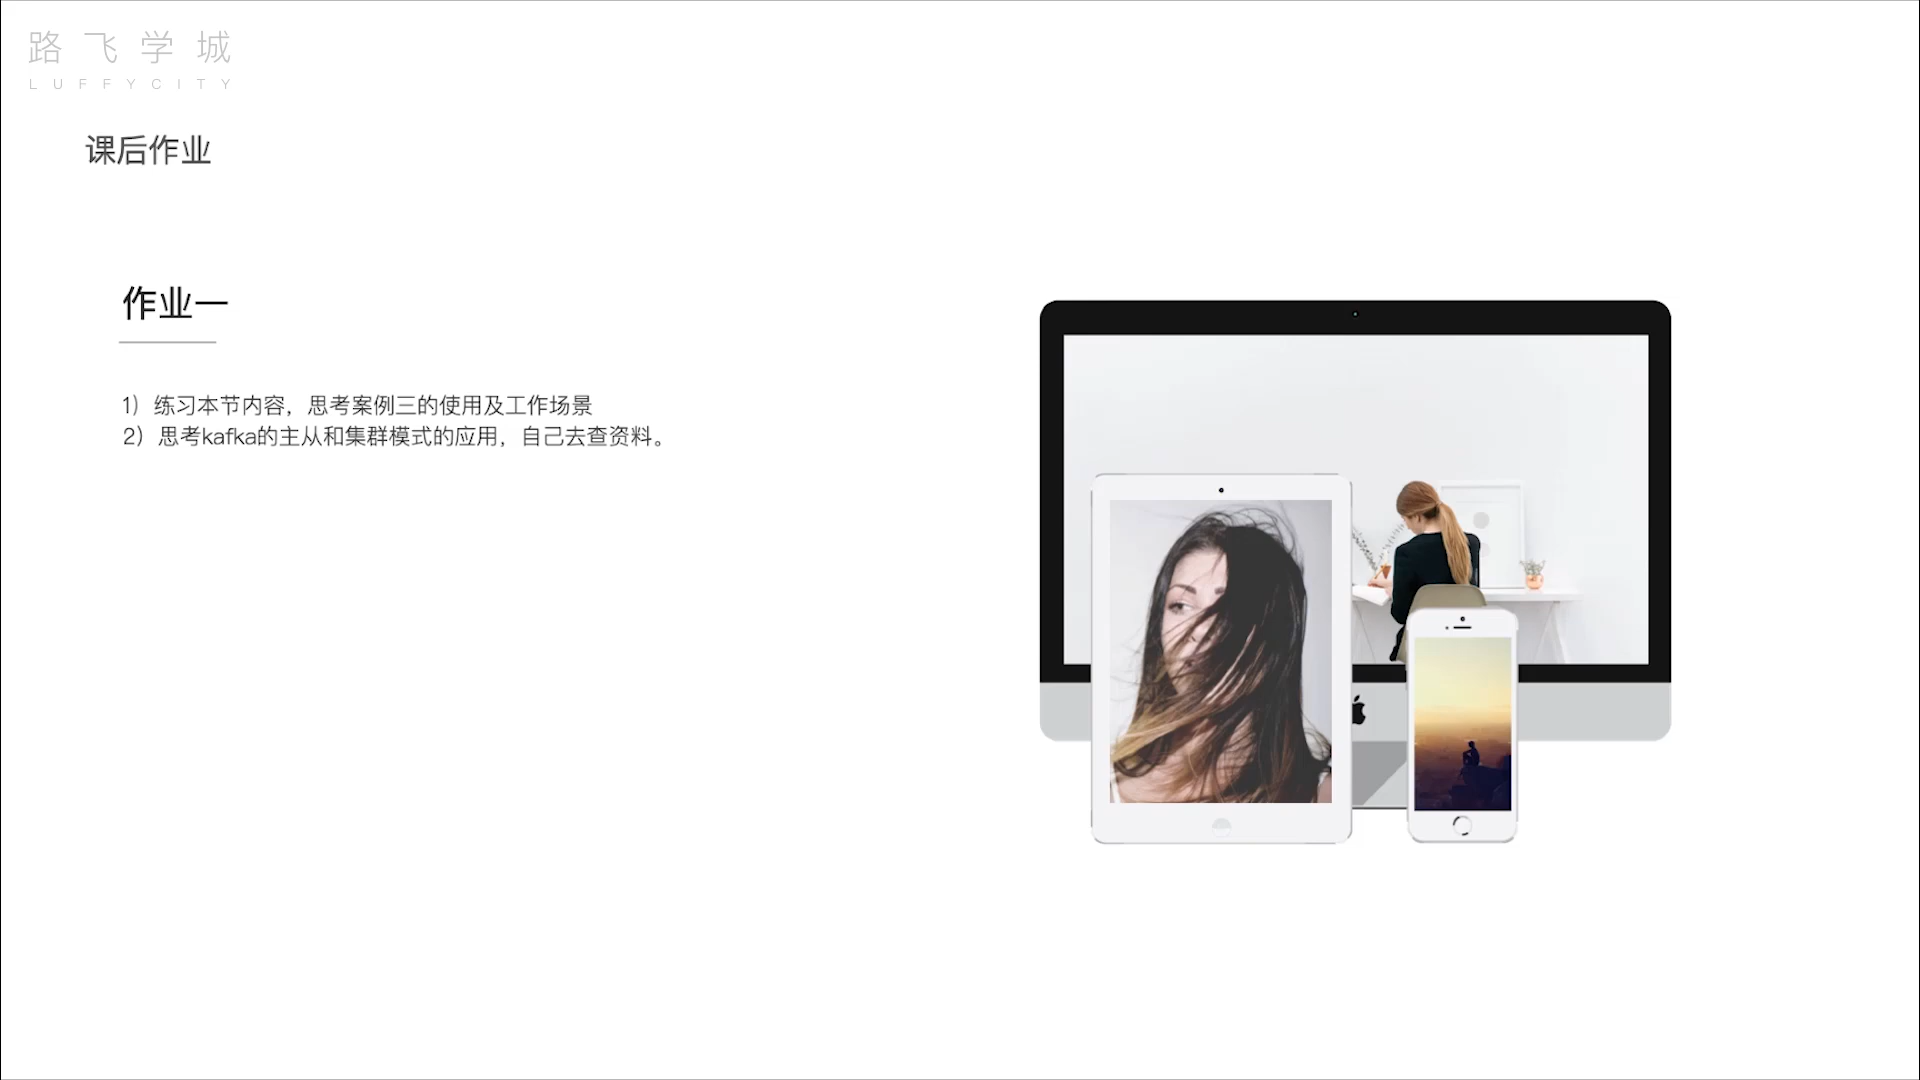 路飞学城
LUFFYCITY
课后作业
作业一
1）练习本节内容，思考案例三的使用及工作场景
2）思考kafka的主从和集群模式的应用，自己去查资料。